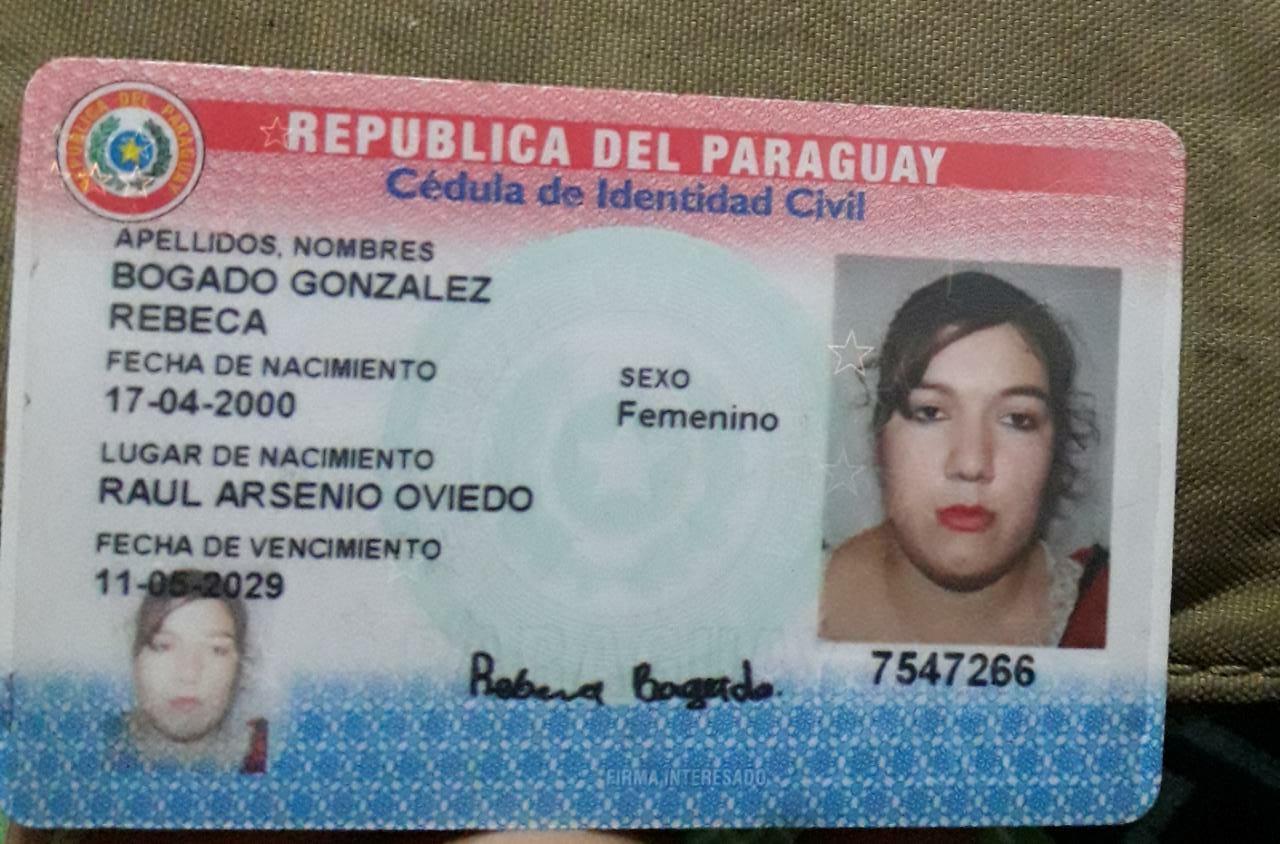 REPUBLICA DEL PARAGUAY
REPUBLICA DEL PARAGUAY
Cédula de Identidad Civil
APELLIDOS, NOMBRES
BOGADO GONZALEZ
REBECA
FECHA DE NACIMIENTO
17-04-2000
SEXO
Femenino
LUGAR DE NACIMIENTO
RAUL ARSENIO OVIEDO
FECHA DE VENCIMIENTO
11-05-2029
7547266
Rebeca Bogado
FIRMA INTERESADO